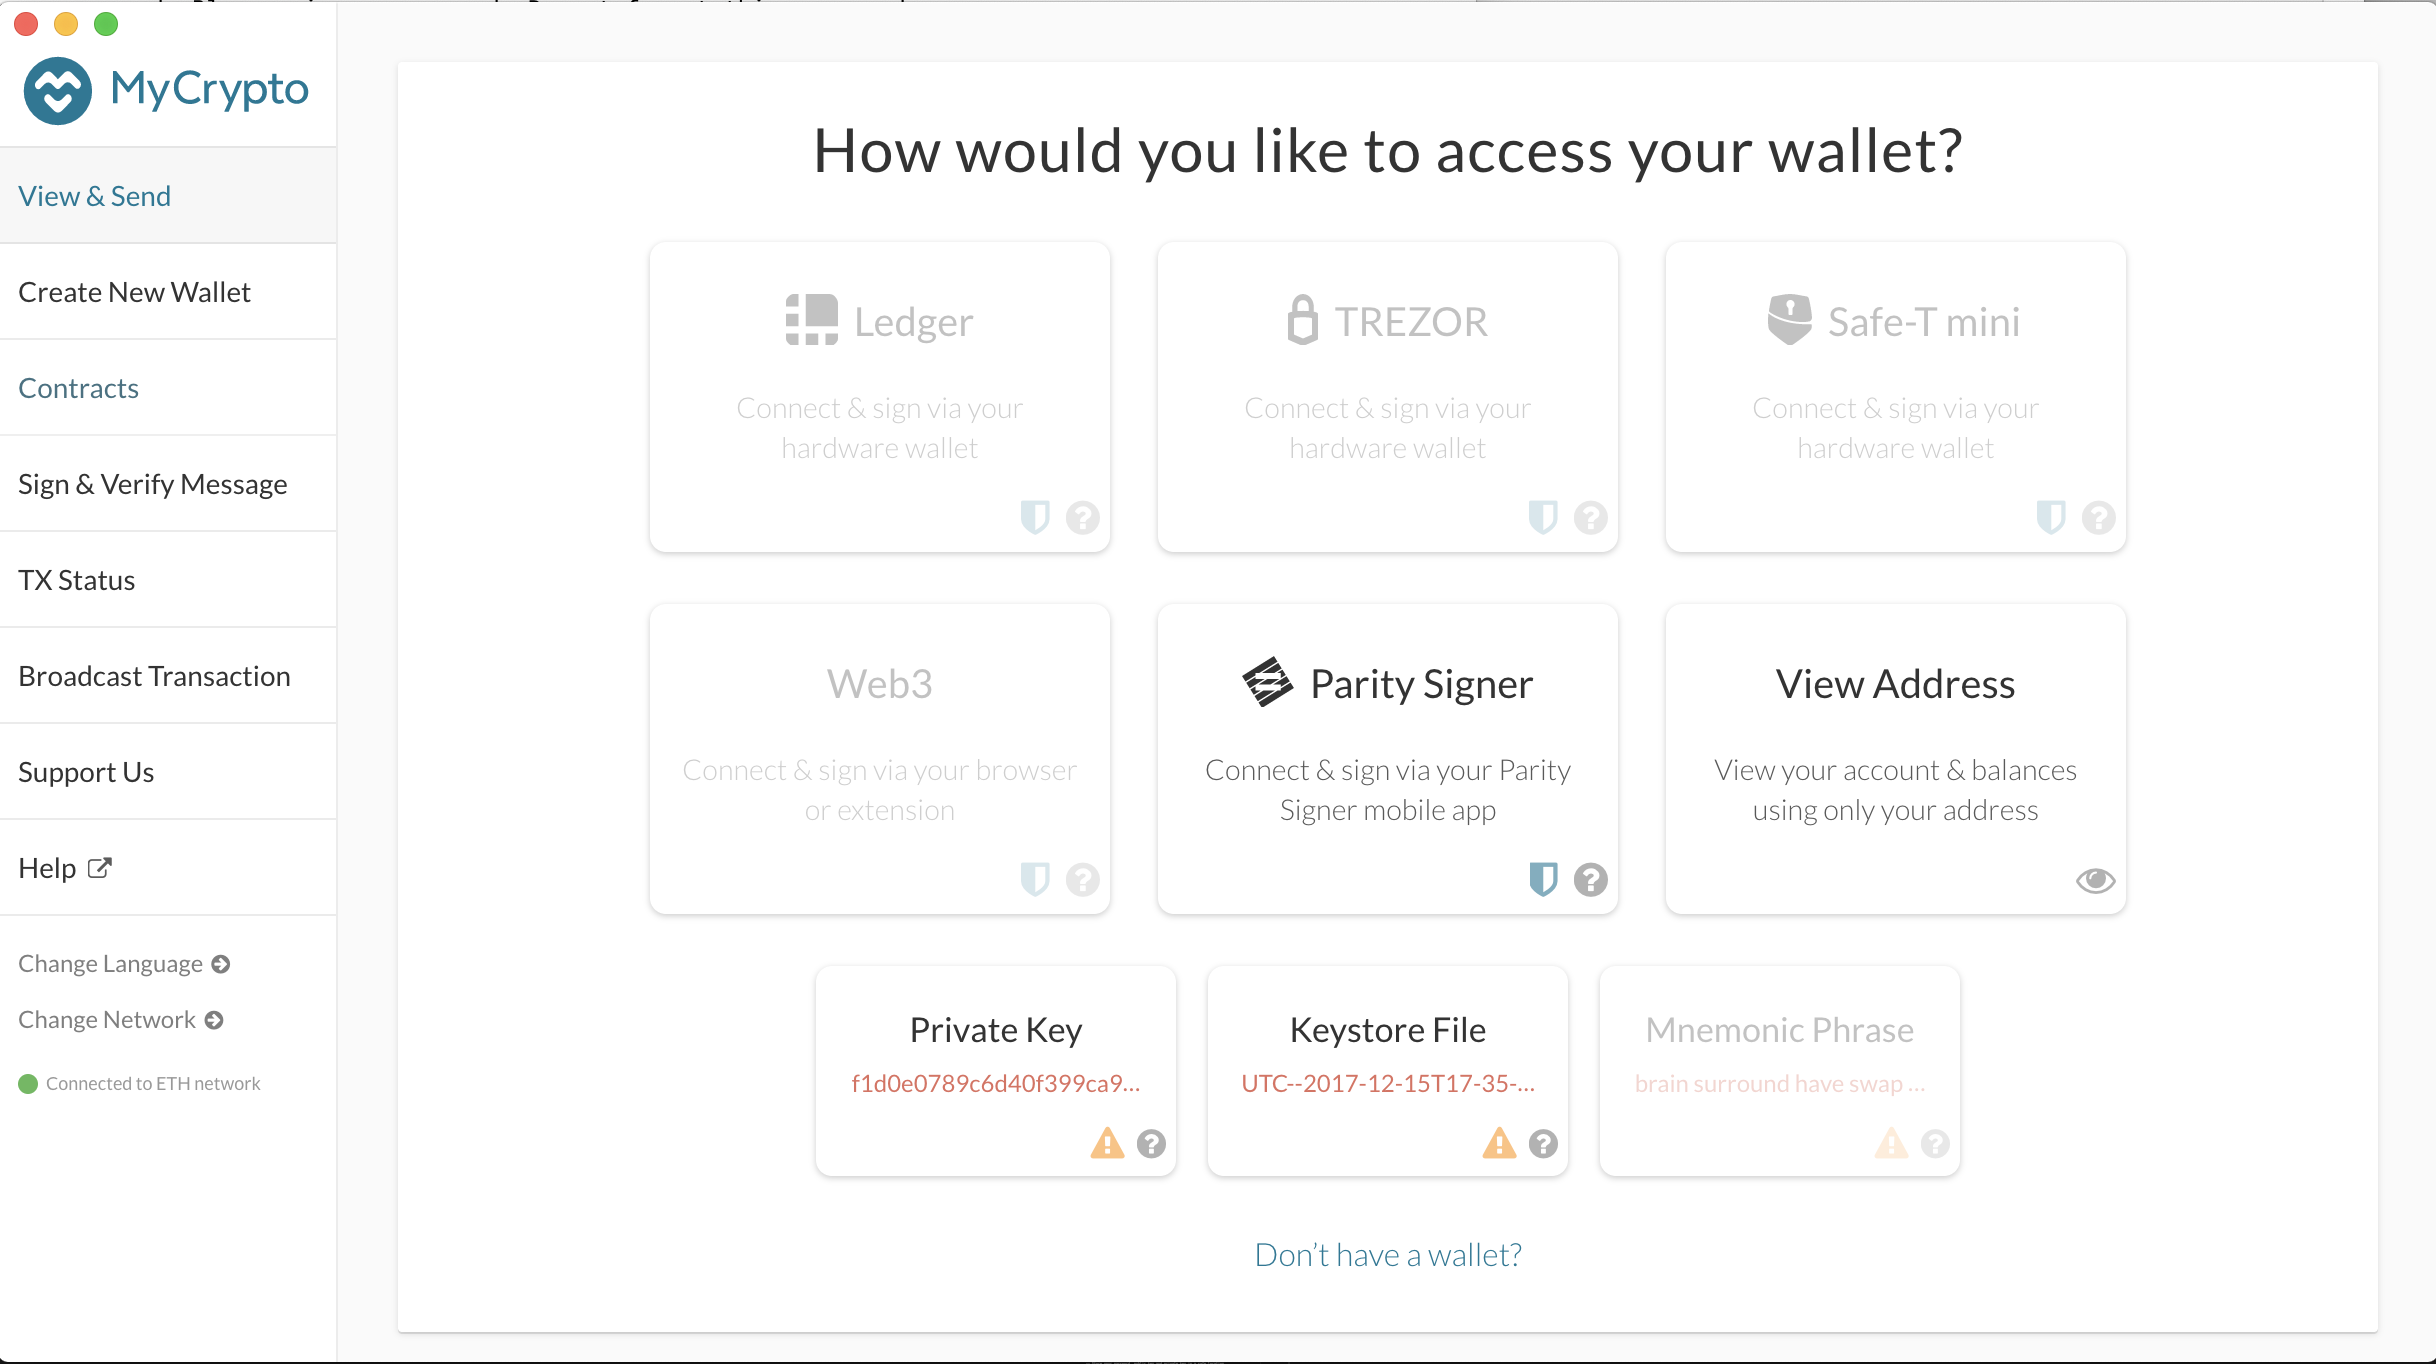 MyCrypto
View & Send
Create New Wallet
Contracts
Sign & Verify Message
TX Status
Broadcast Transaction
Support Us
Help
Change Language
Change Network
Connected to ETH network
How would you like to access your wallet?
Ledger
Connect & sign via your
hardware wallet
TREZOR
Connect & sign via your
hardware wallet
Safe-T mini
Connect & sign via your
hardware wallet
Web3
Connect & sign via your browser
or extension
Parity Signer
Connect & sign via your Parity
Signer mobile app
View Address
View your account & balances
using only your address
Private Key
f1d0e0789c6d40f399ca9...
Keystore File
UTC--2017-12-15T17-35-...
Mnemonic Phrase
brain surround have swap ...
Don't have a wallet?